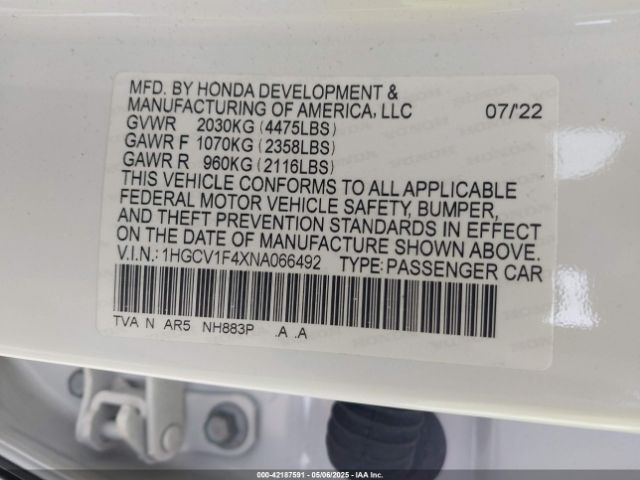 MFD. BY HONDA DEVELOPMENT &
MANUFACTURING OF AMERICA, LLC 07/'22
GVWR 2030KG (4475LBS)
GAWR F 1070KG (2358LBS)
GAWR R 960KG (2116LBS)
THIS VEHICLE CONFORMS TO ALL APPLICABLE
FEDERAL MOTOR VEHICLE SAFETY, BUMPER,
AND THEFT PREVENTION STANDARDS IN EFFECT
ON THE DATE OF MANUFACTURE SHOWN ABOVE.
V.I.N.: 1HGCV1F4XNA066492 TYPE: PASSENGER CAR
TVA N AR5 NH883P .A .A
000-42187591 - 05/06/2025 - IAAI.COM